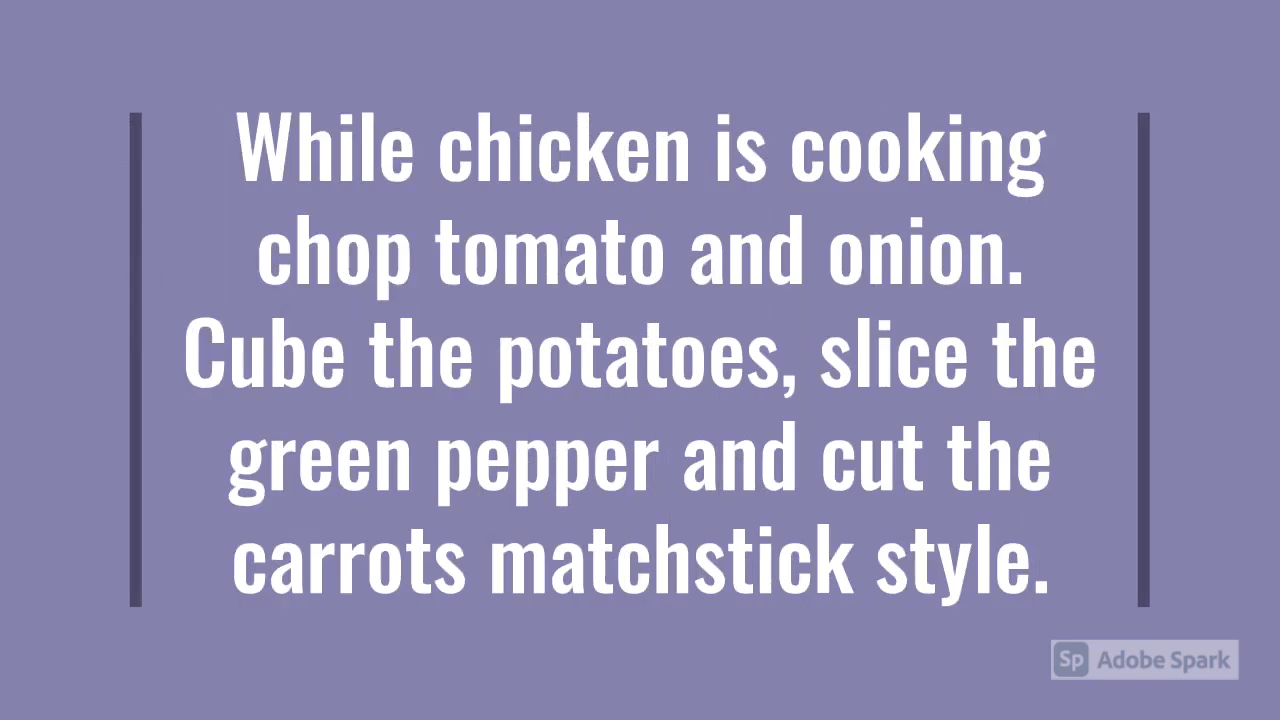 While chicken is cooking
chop tomato and onion.
Cube the potatoes, slice the
green pepper and cut the
carrots matchstick style.
Sp Adobe Spark